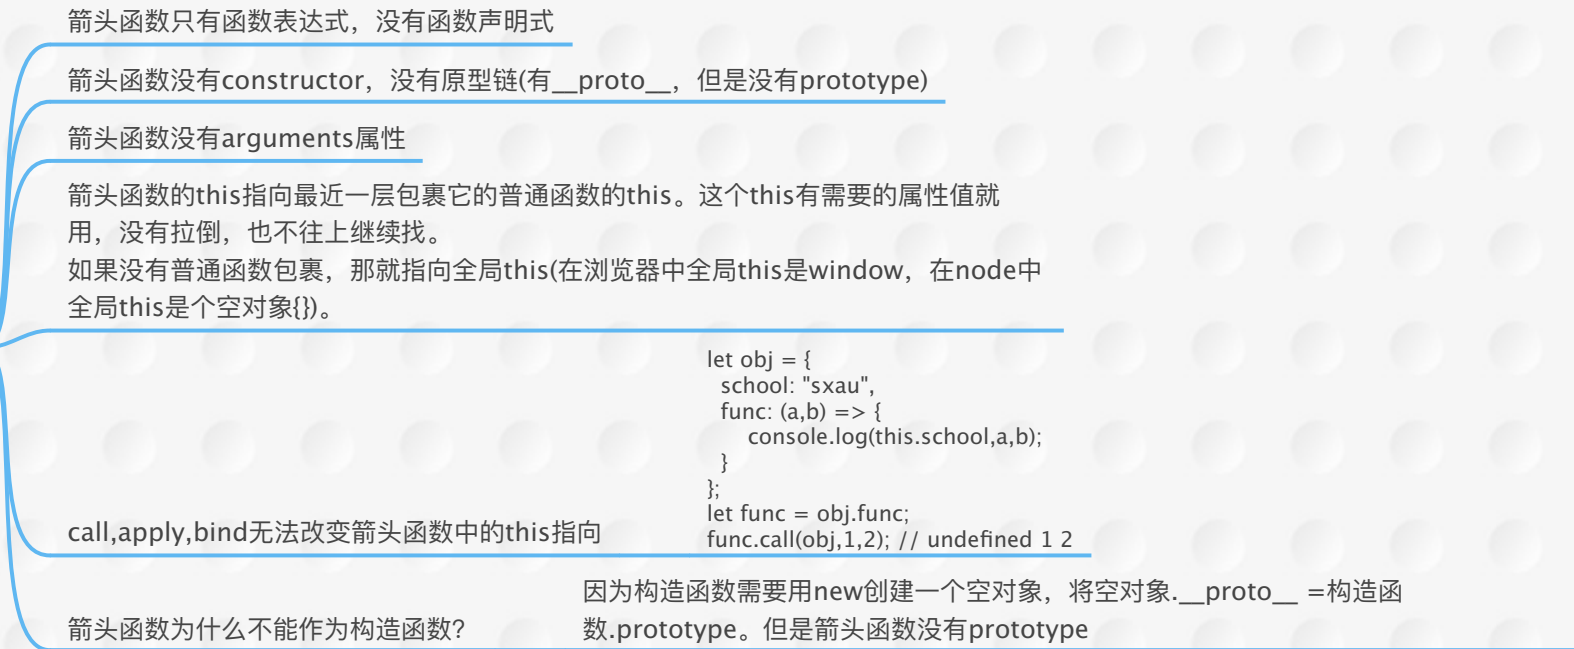 箭头函数只有函数表达式，没有函数声明式
箭头函数没有constructor，没有原型链(有__proto__，但是没有prototype)
箭头函数没有arguments属性
箭头函数的this指向最近一层包裹它的普通函数的this。这个this有需要的属性值就
用，没有拉倒，也不往上继续找。
如果没有普通函数包裹，那就指向全局this(在浏览器中全局this是window，在node中
全局this是个空对象{})。
call,apply,bind无法改变箭头函数中的this指向
let obj = {
  school: "sxau",
  func: (a,b) => {
    console.log(this.school,a,b);
  }
};
let func = obj.func;
func.call(obj,1,2); // undefined 1 2
箭头函数为什么不能作为构造函数？
因为构造函数需要用new创建一个空对象，将空对象.__proto__ =构造函
数.prototype。但是箭头函数没有prototype